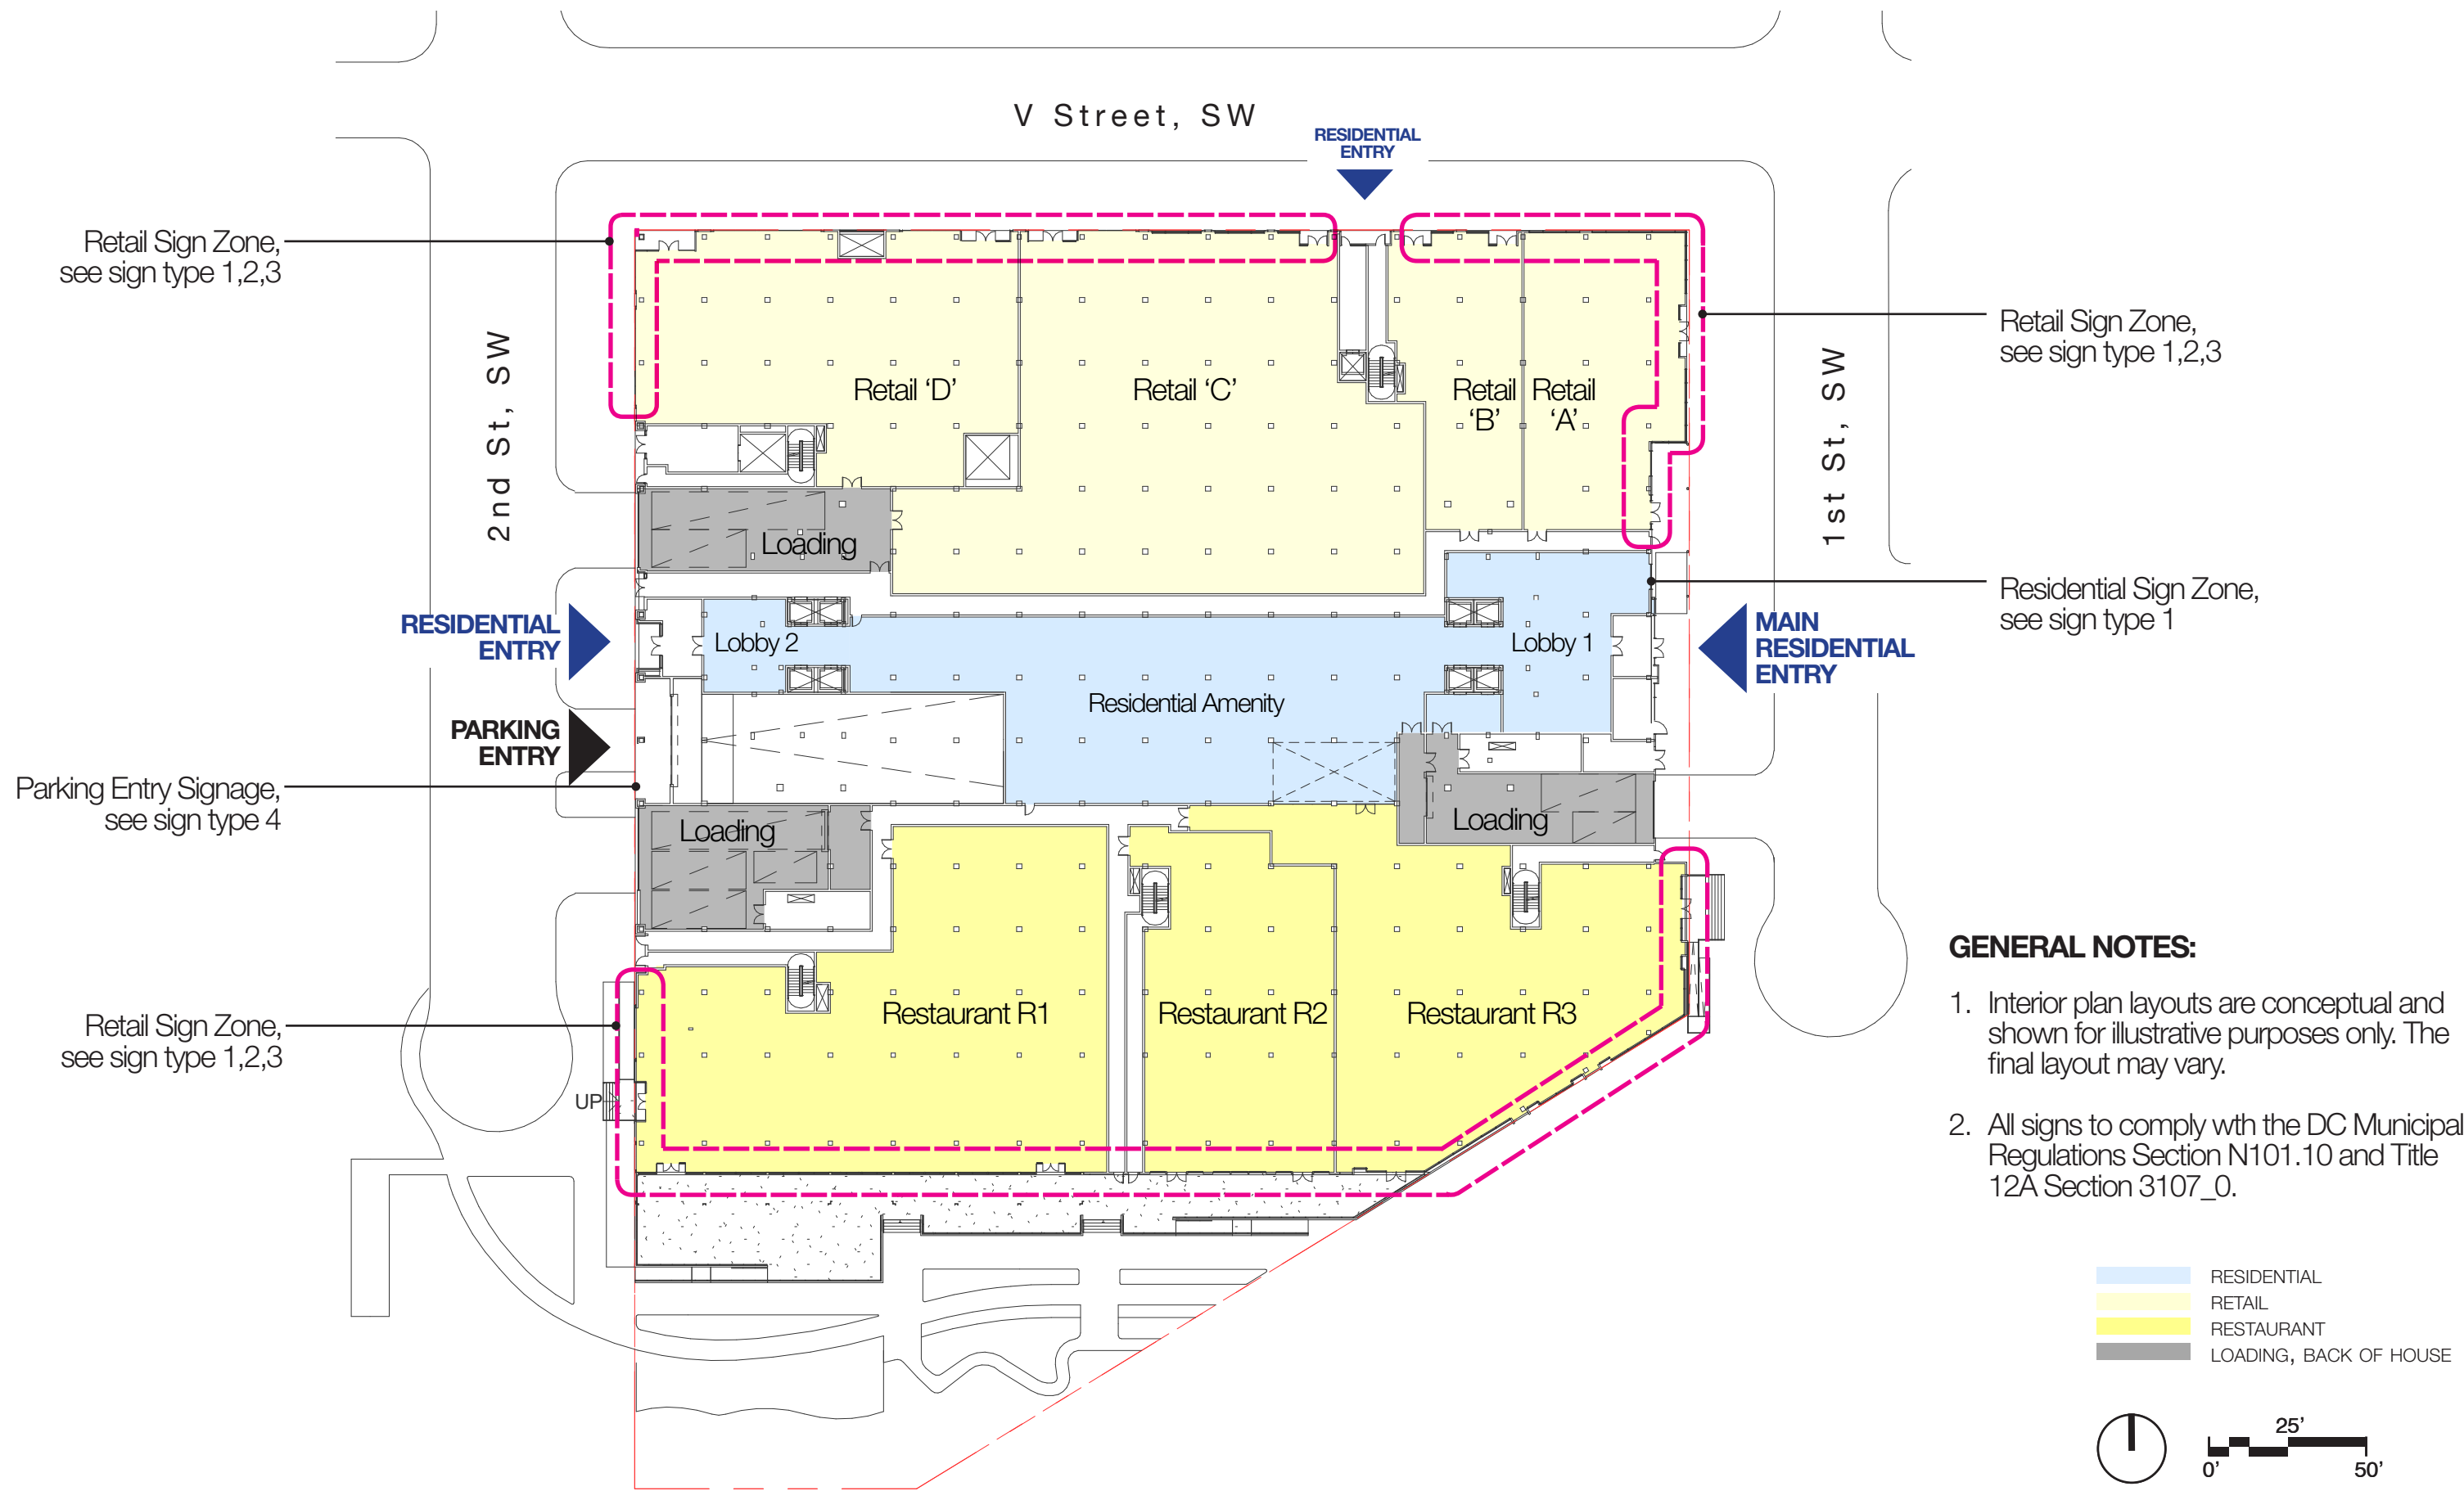 V Street, SW
RESIDENTIAL
ENTRY
Retail Sign Zone,
see sign type 1,2,3
2nd St, SW
Retail ‘D’
Retail ‘C’
Retail
‘B’
Retail
‘A’
1st St, SW
Retail Sign Zone,
see sign type 1,2,3
Loading
Residential Sign Zone,
see sign type 1
RESIDENTIAL
ENTRY
Lobby 2
Lobby 1
MAIN
RESIDENTIAL
ENTRY
Residential Amenity
PARKING
ENTRY
Parking Entry Signage,
see sign type 4
Loading
Loading
Retail Sign Zone,
see sign type 1,2,3
UP
Restaurant R1
Restaurant R2
Restaurant R3
GENERAL NOTES:
1. Interior plan layouts are conceptual and
shown for illustrative purposes only. The
final layout may vary.
2. All signs to comply wth the DC Municipal
Regulations Section N101.10 and Title
12A Section 3107_0.
RESIDENTIAL
RETAIL
RESTAURANT
LOADING, BACK OF HOUSE
25’
0’
50’